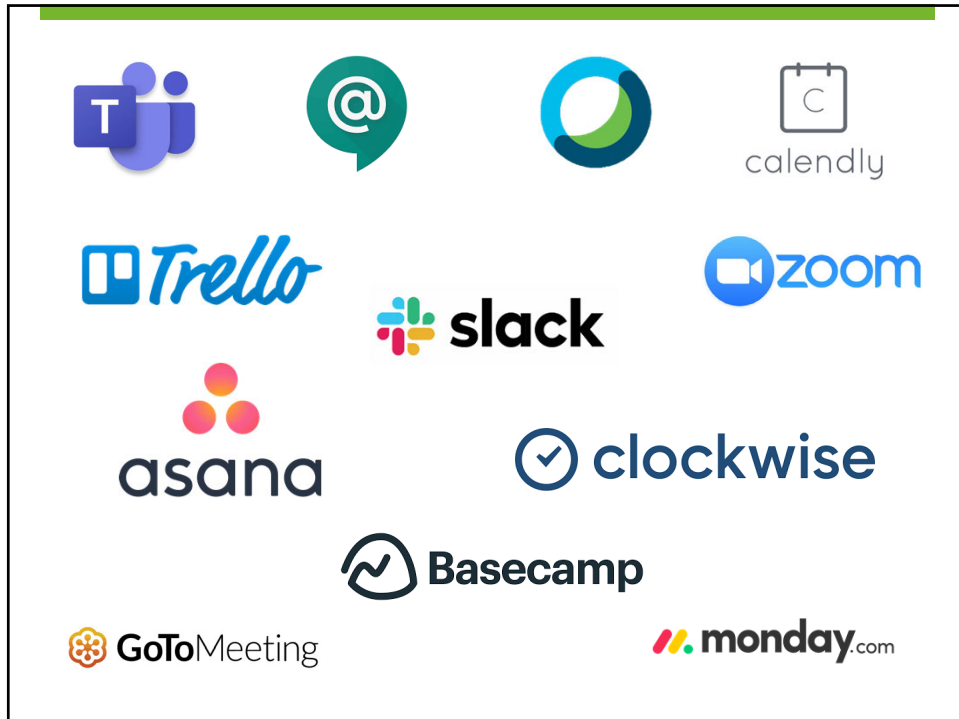 T
@
C
calendly
Trello
zoom
slack
asana
clockwise
Basecamp
GoToMeeting
monday.com